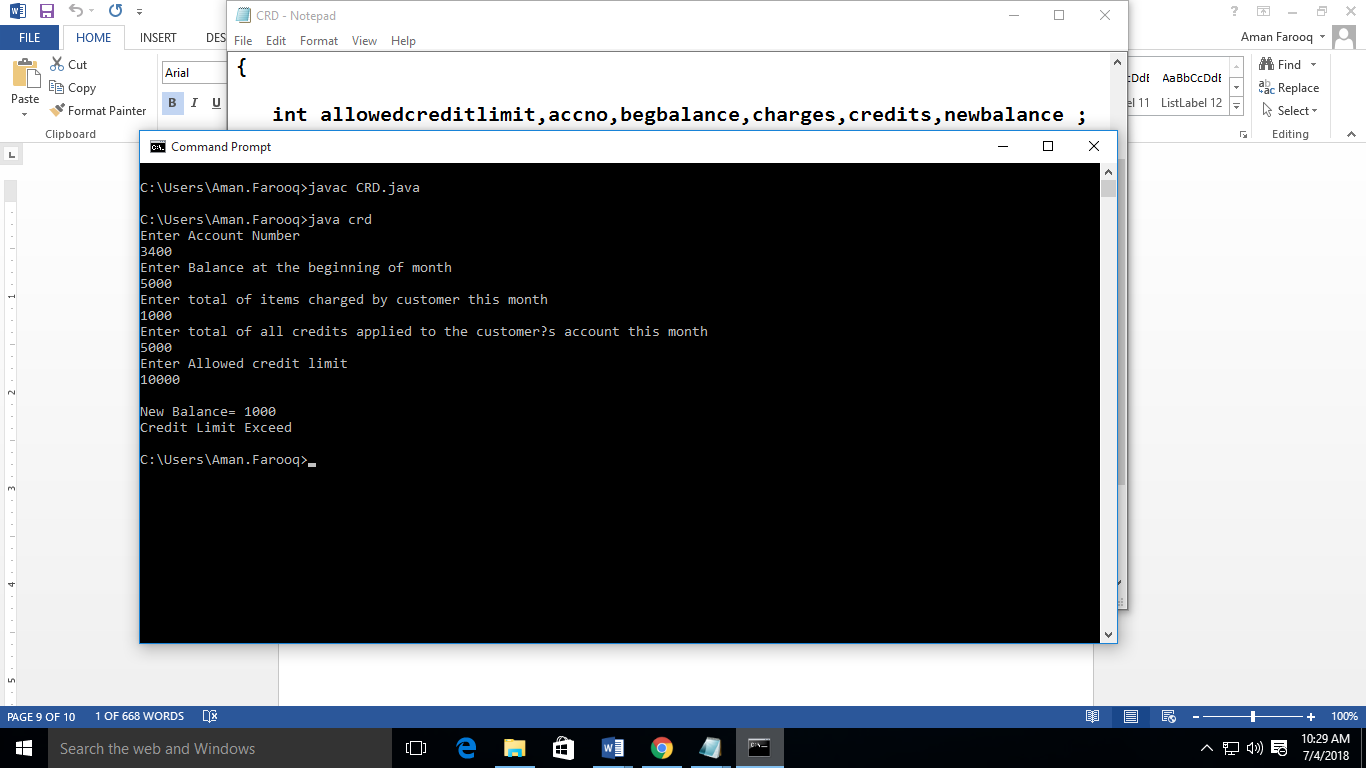 CRD - Notepad
FILE HOME INSERT DES
Aman Farooq
File Edit Format View Help
Cut
Copy
Format Painter
Paste
Clipboard
Arial
B I U
{
int allowedcreditlimit,accno,begbalance,charges,credits,newbalance ;
AaBbCcDdE
ListLabel 12
Find
Replace
Select
Editing
Command Prompt
C:\Users\Aman.Farooq>javac CRD.java
C:\Users\Aman.Farooq>java crd
Enter Account Number
3400
Enter Balance at the beginning of month
5000
Enter total of items charged by customer this month
1000
Enter total of all credits applied to the customer?s account this month
5000
Enter Allowed credit limit
10000
New Balance= 1000
Credit Limit Exceed
C:\Users\Aman.Farooq>
1
2
3
4
5
PAGE 9 OF 10 1 OF 668 WORDS 100%
Search the web and Windows
10:29 AM
7/4/2018